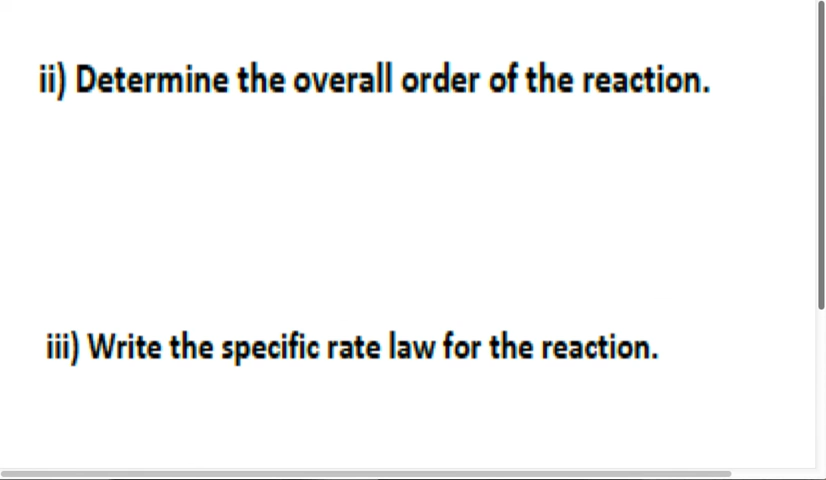 ii) Determine the overall order of the reaction.
iii) Write the specific rate law for the reaction.